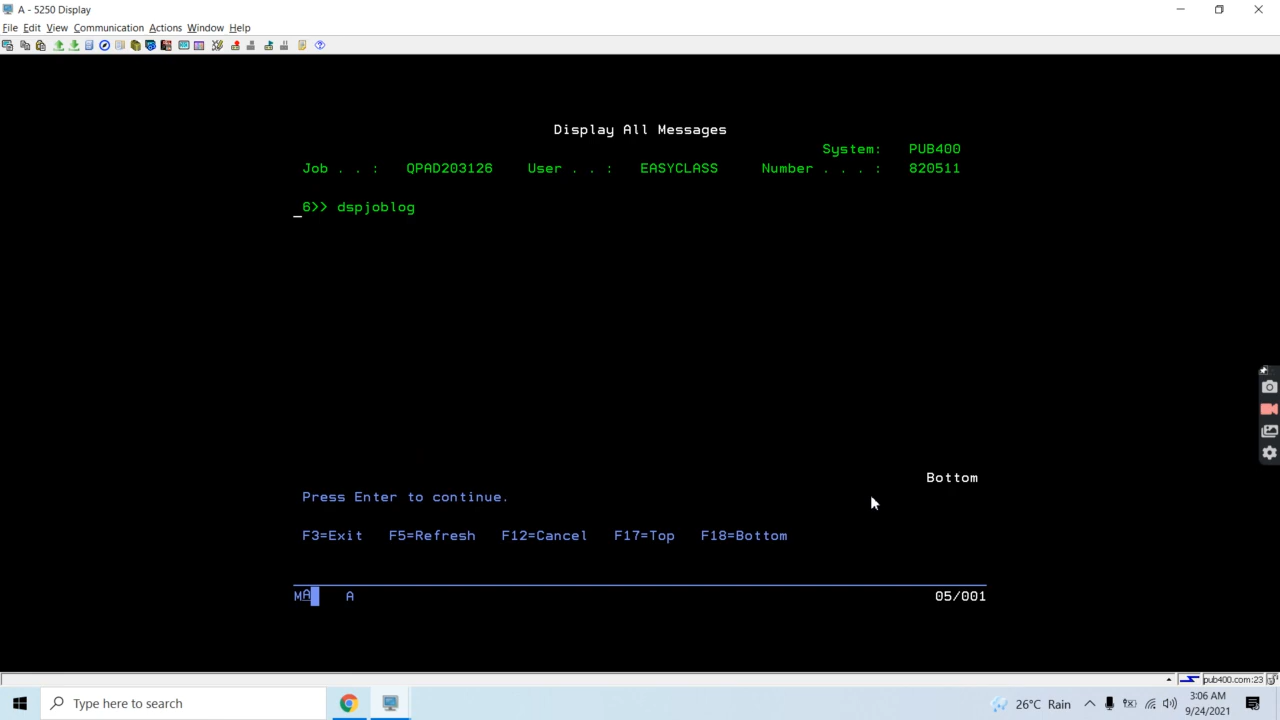 A - 5250 Display
File Edit View Communication Actions Window Help
Display All Messages
System: PUB400
Job . . : QPAD203126 User . . : EASYCLASS Number . . . : 820511
6>> dspjoblog
Bottom
Press Enter to continue.
F3=Exit F5=Refresh F12=Cancel F17=Top F18=Bottom
MA A 05/001
pub400.com:23
Type here to search
26°C Rain
3:06 AM
9/24/2021